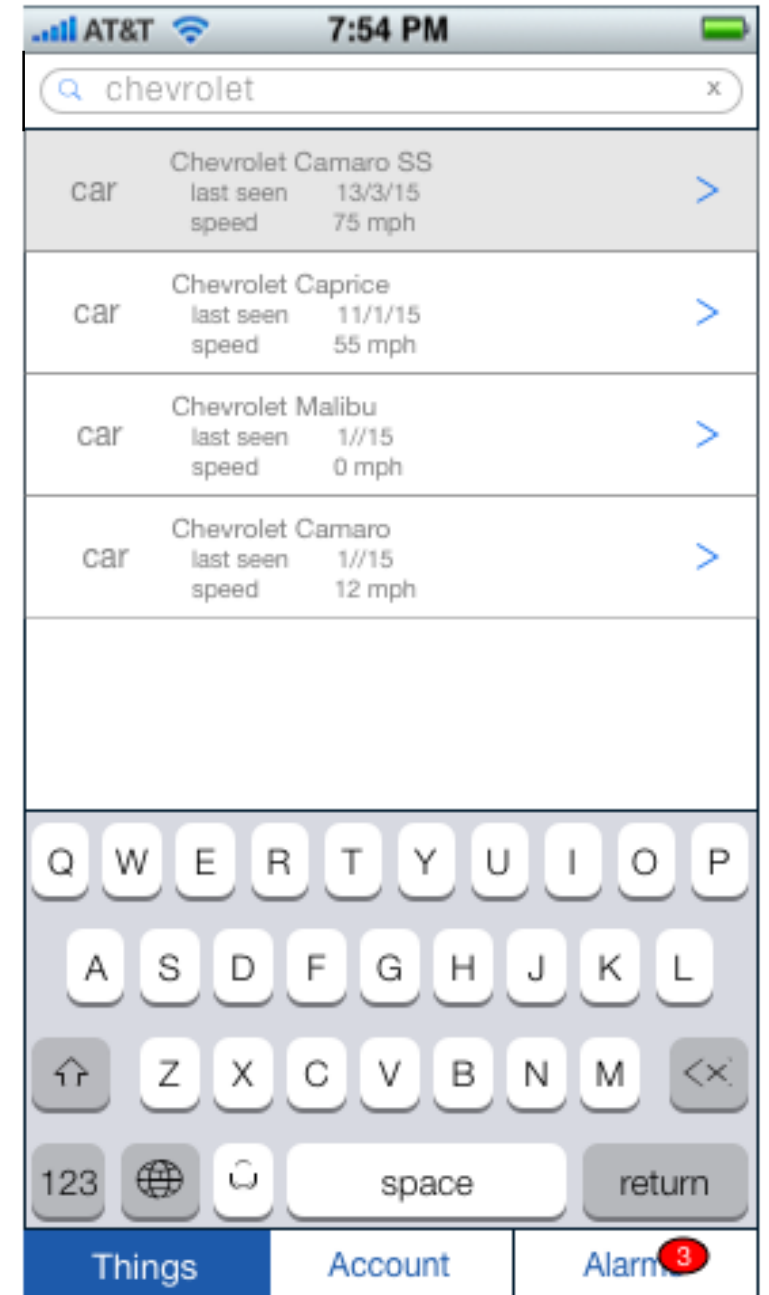 AT&T 7:54 PM
chevrolet x
Chevrolet Camaro SS
car last seen 13/3/15 >
speed 75 mph
Chevrolet Caprice
car last seen 11/1/15 >
speed 55 mph
Chevrolet Malibu
car last seen 1//15 >
speed 0 mph
Chevrolet Camaro
car last seen 1//15 >
speed 12 mph
Q W E R T Y U I O P
A S D F G H J K L
Z X C V B N M
123 space return
Things Account Alarms 3